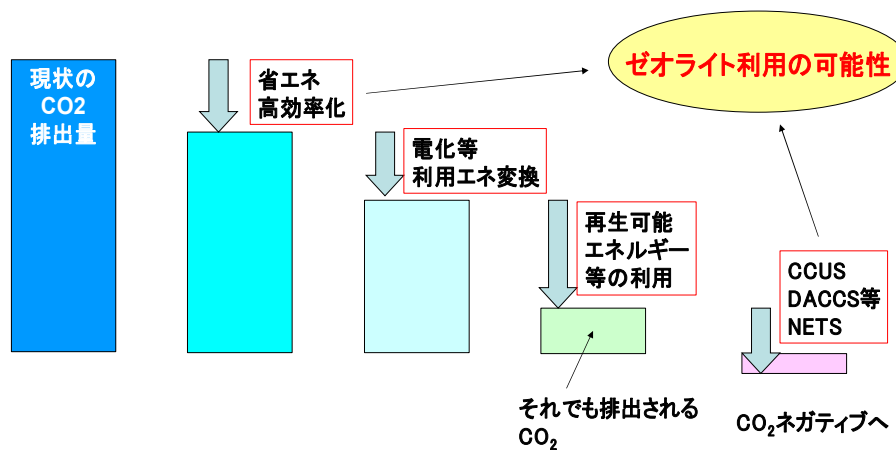 現状の
CO2
排出量
省エネ
高効率化
ゼオライト利用の可能性
電化等
利用エネ変換
再生可能
エネルギー
等の利用
CCUS
DACCS等
NETS
それでも排出される
CO₂
CO₂ネガティブへ